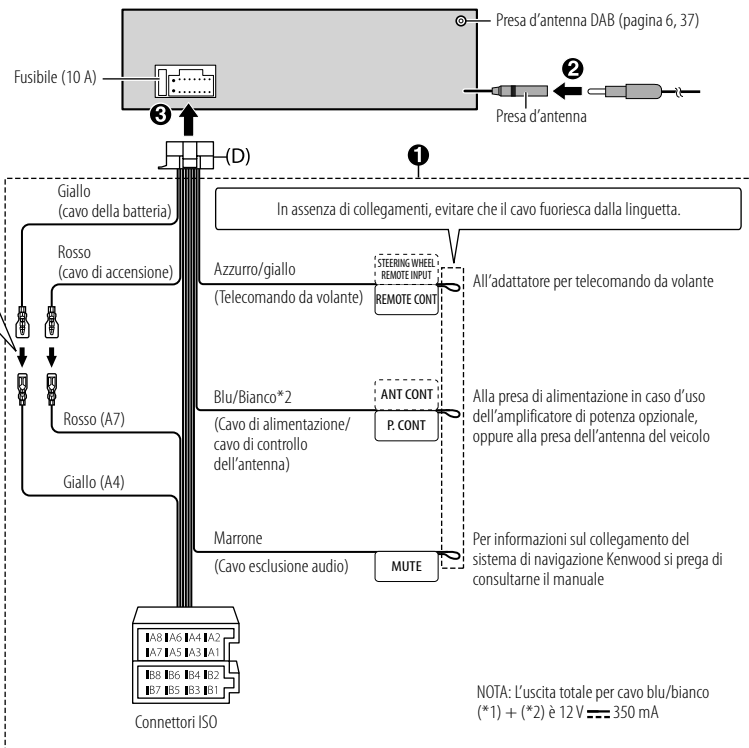 Presa d'antenna DAB (pagina 6, 37)
Fusibile (10 A)
❷
Presa d'antenna
❸
(D)
❶
Giallo
(cavo della batteria)
In assenza di collegamenti, evitare che il cavo fuoriesca dalla linguetta.
Rosso
(cavo di accensione)
Azzurro/giallo
(Telecomando da volante)
STEERING WHEEL
REMOTE INPUT
REMOTE CONT
All'adattatore per telecomando da volante
Blu/Bianco*2
(Cavo di alimentazione/
cavo di controllo
dell'antenna)
ANT CONT
P. CONT
Alla presa di alimentazione in caso d'uso
dell'amplificatore di potenza opzionale,
oppure alla presa dell'antenna del veicolo
Rosso (A7)
Giallo (A4)
Marrone
(Cavo esclusione audio)
MUTE
Per informazioni sul collegamento del
sistema di navigazione Kenwood si prega di
consultarne il manuale
A8 A6 A4 A2
A7 A5 A3 A1
B8 B6 B4 B2
B7 B5 B3 B1
Connettori ISO
NOTA: L'uscita totale per cavo blu/bianco
(*1) + (*2) è 12 V ⎓ 350 mA